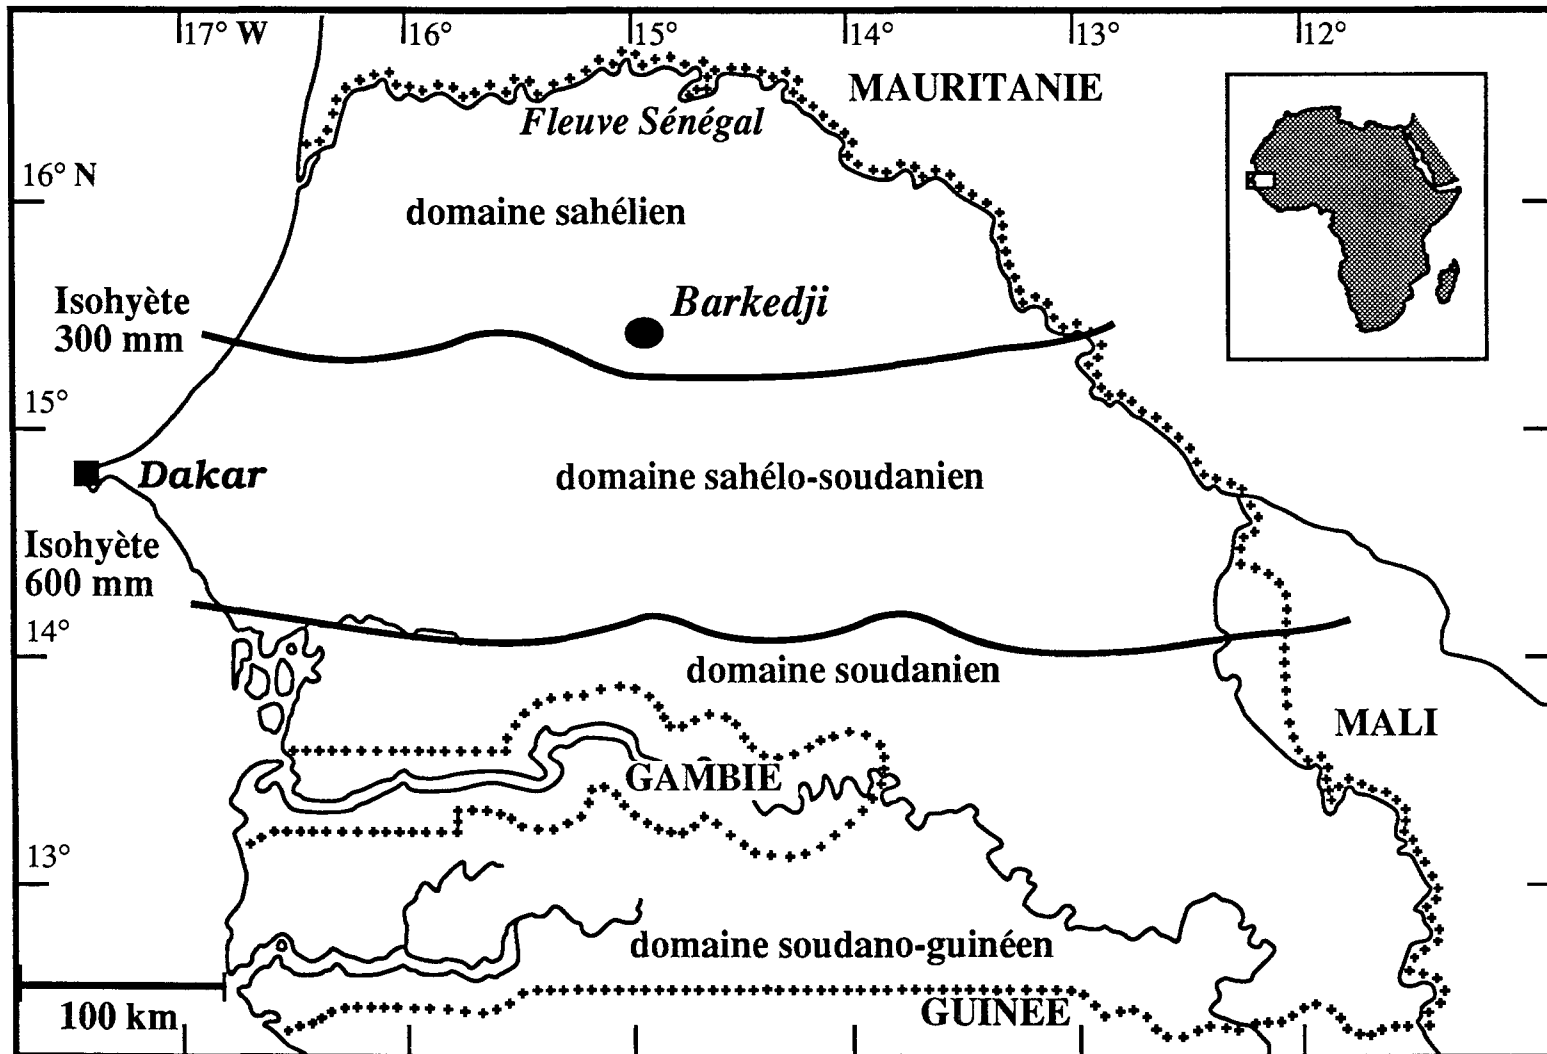 17° W
16°
15°
14°
13°
12°
MAURITANIE
Fleuve Sénégal
16° N
domaine sahélien
Isohyète
300 mm
Barkedji
15°
Dakar
domaine sahélo-soudanien
Isohyète
600 mm
14°
domaine soudanien
MALI
GAMBIE
13°
domaine soudano-guinéen
100 km
GUINEE